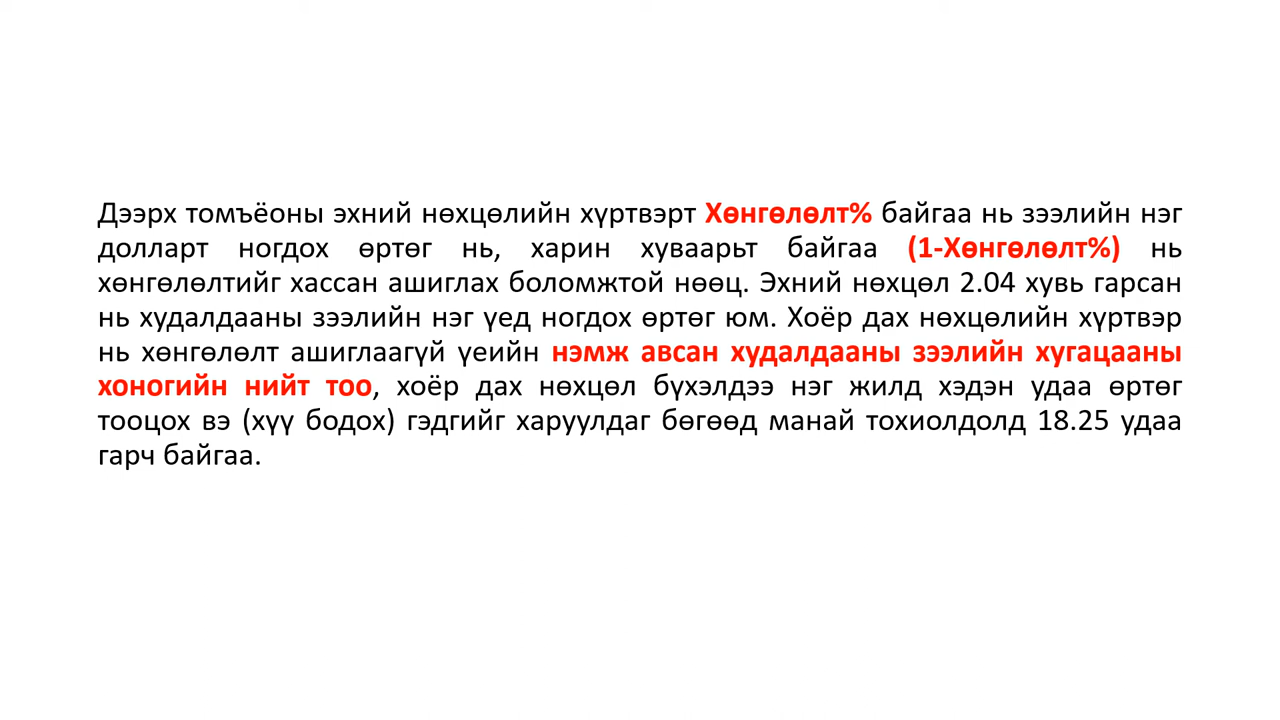 Дээрх томъёоны эхний нөхцөлийн хүртвэрт Хөнгөлөлт% байгаа нь зээлийн нэг
долларт ногдох өртөг нь, харин хуваарьт байгаа (1-Хөнгөлөлт%) нь
хөнгөлөлтийг хассан ашиглах боломжтой нөөц. Эхний нөхцөл 2.04 хувь гарсан
нь худалдааны зээлийн нэг үед ногдох өртөг юм. Хоёр дах нөхцөлийн хүртвэр
нь хөнгөлөлт ашиглаагүй үеийн нэмж авсан худалдааны зээлийн хугацааны
хоногийн нийт тоо, хоёр дах нөхцөл бүхэлдээ нэг жилд хэдэн удаа өртөг
тооцох вэ (хүү бодох) гэдгийг харуулдаг бөгөөд манай тохиолдолд 18.25 удаа
гарч байгаа.